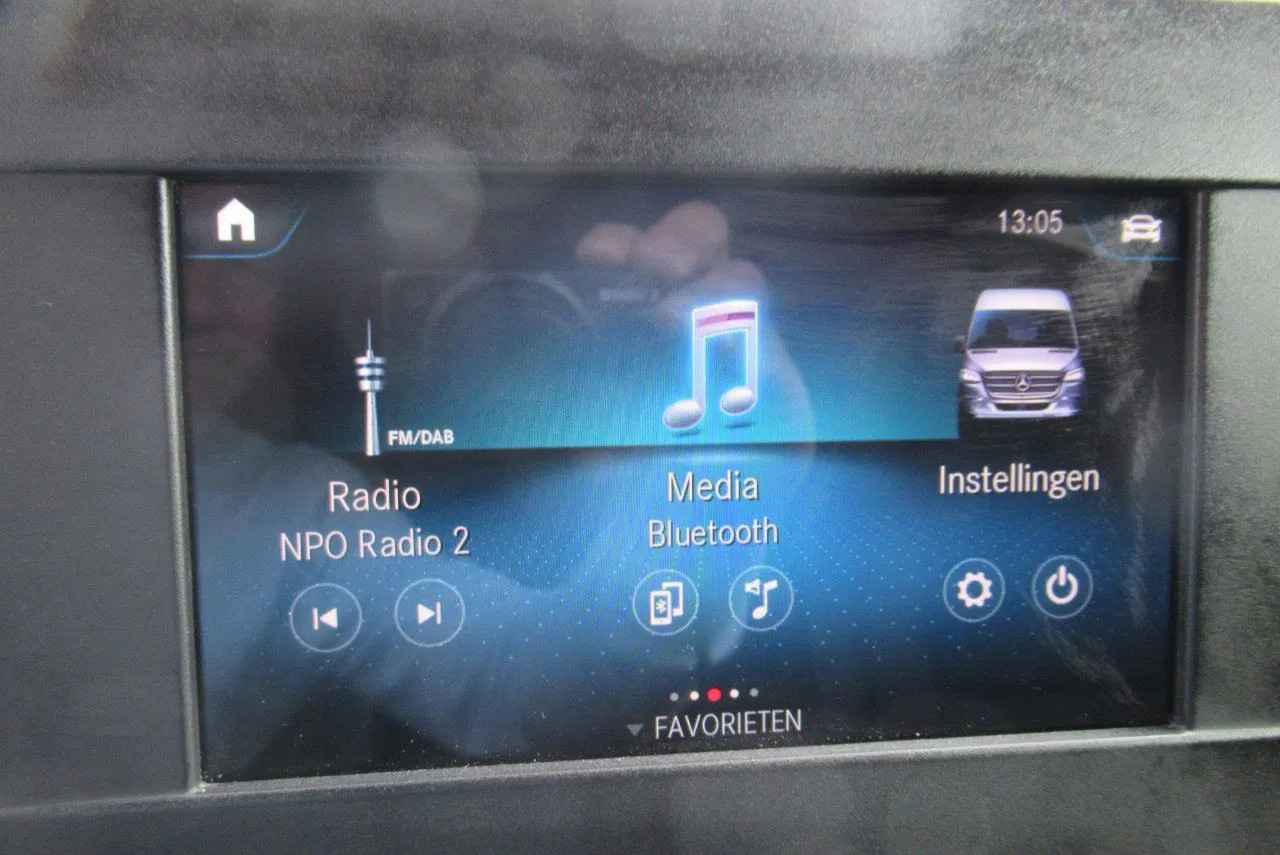 13:05
FM/DAB
Radio
NPO Radio 2
Media
Bluetooth
Instellingen
FAVORIETEN